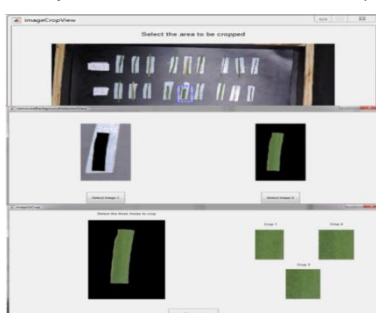 imageCropView
Select the area to be cropped
Select Image 1
Select Image 2
imageToCrop
Select the Areas to crop
Crop 1
Crop 2
Crop 3